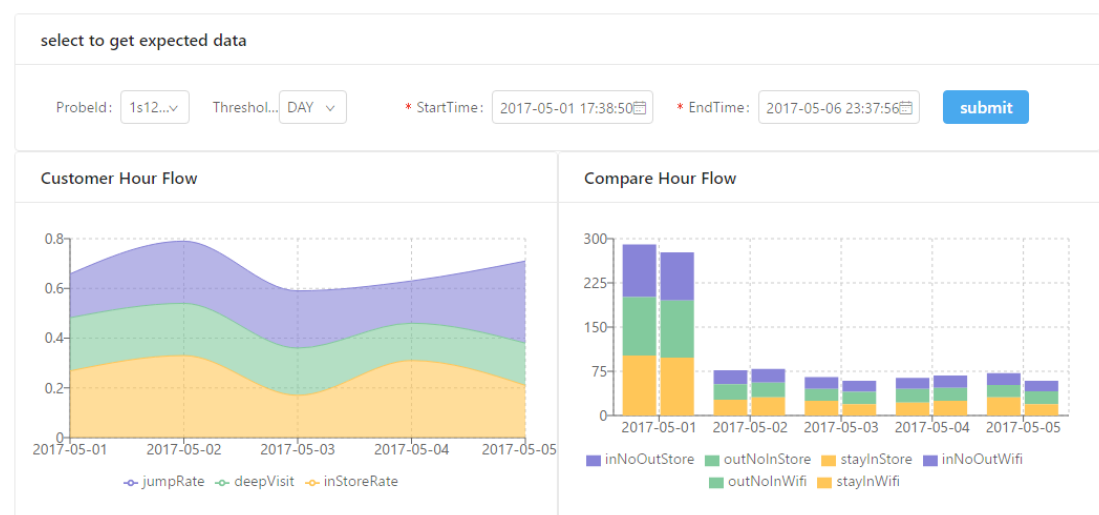 select to get expected data
ProbeId: 1s12... Threshol... DAY * StartTime: 2017-05-01 17:38:50 * EndTime: 2017-05-06 23:37:56 submit
Customer Hour Flow
0.8
0.6
0.4
0.2
0
2017-05-01 2017-05-02 2017-05-03 2017-05-04 2017-05-05
jumpRate deepVisit inStoreRate
Compare Hour Flow
300
225
150
75
0
2017-05-01 2017-05-02 2017-05-03 2017-05-04 2017-05-05
inNoOutStore outNoInStore stayInStore inNoOutWifi
outNoInWifi stayInWifi